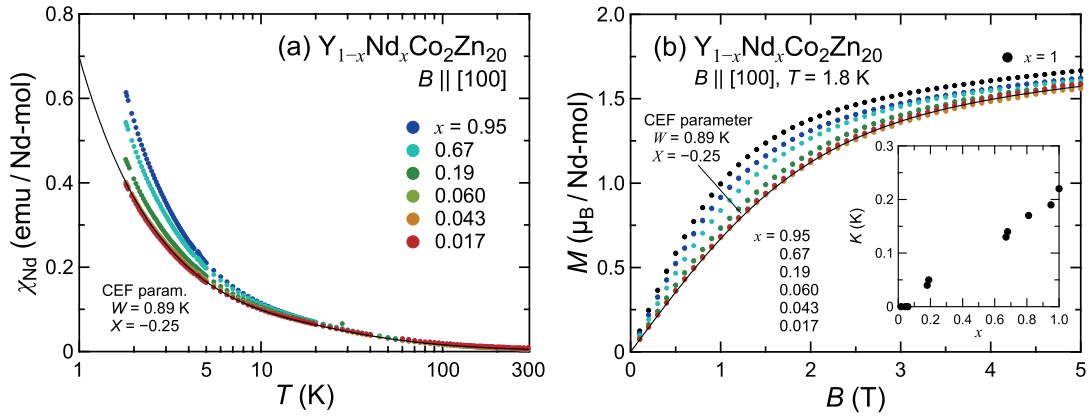 (a) Y1−xNdxCo2Zn20
B || [100]
x = 0.95
0.67
0.19
0.060
0.043
0.017
CEF param.
W = 0.89 K
X = −0.25
χNd (emu / Nd-mol)
0.8
0.6
0.4
0.2
0
1
5
10
50
100
300
T (K)
(b) Y1−xNdxCo2Zn20
B || [100], T = 1.8 K
x = 1
CEF parameter
W = 0.89 K
X = −0.25
x = 0.95
0.67
0.19
0.060
0.043
0.017
M (μB / Nd-mol)
2.0
1.5
1.0
0.5
0
0
1
2
3
4
5
B (T)
K (K)
0.3
0.2
0.1
0
0
0.2
0.4
0.6
0.8
1.0
x